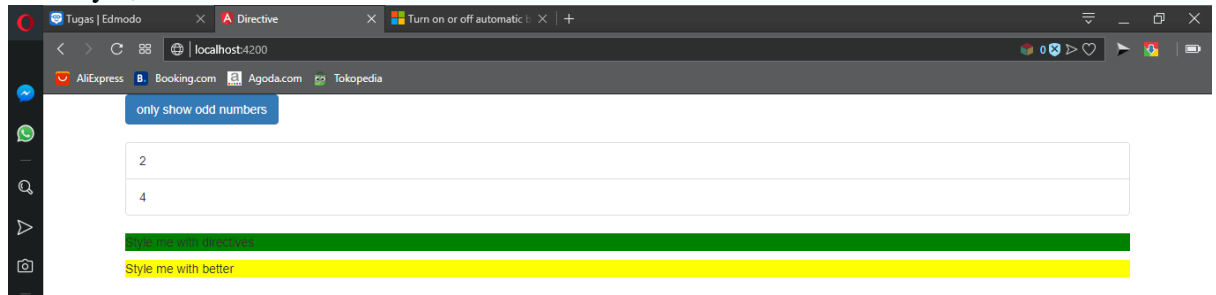 Tugas | Edmodo
Directive
Turn on or off automatic b
localhost:4200
0
AliExpress
B. Booking.com
a Agoda.com
Tokopedia
only show odd numbers
2
4
Style me with directives
Style me with better